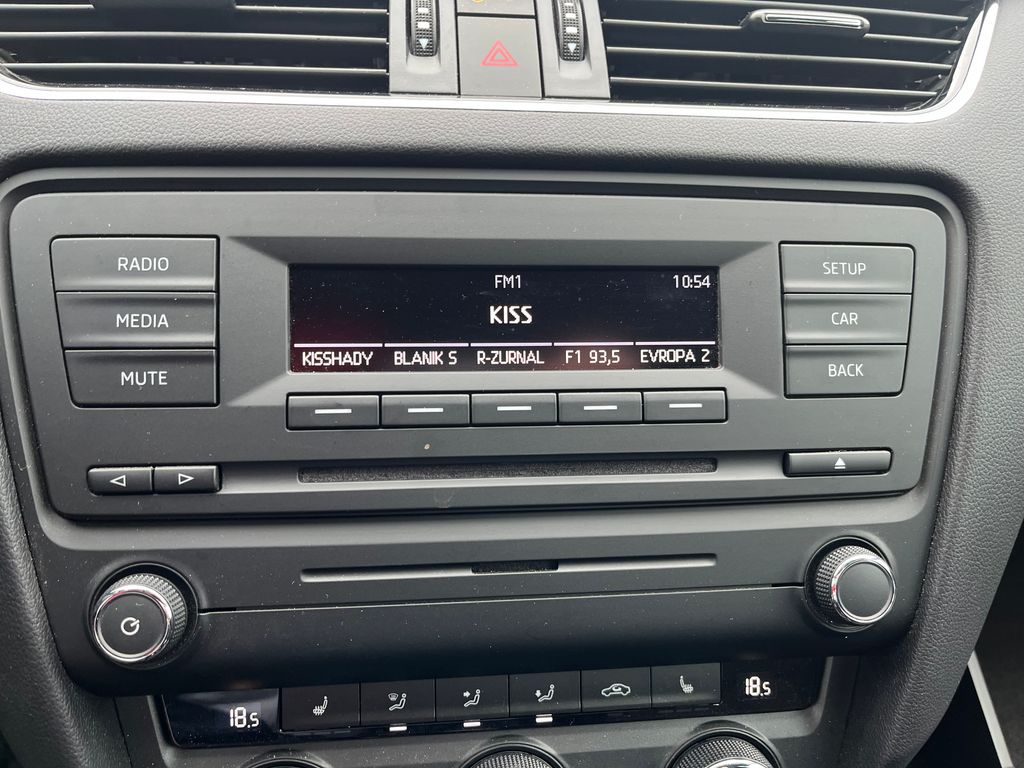 RADIO
MEDIA
MUTE
FM1 10:54
KISS
KISSHADY BLANIK S R-ZURNAL F1 93,5 EVROPA 2
SETUP
CAR
BACK
18.5 18.5